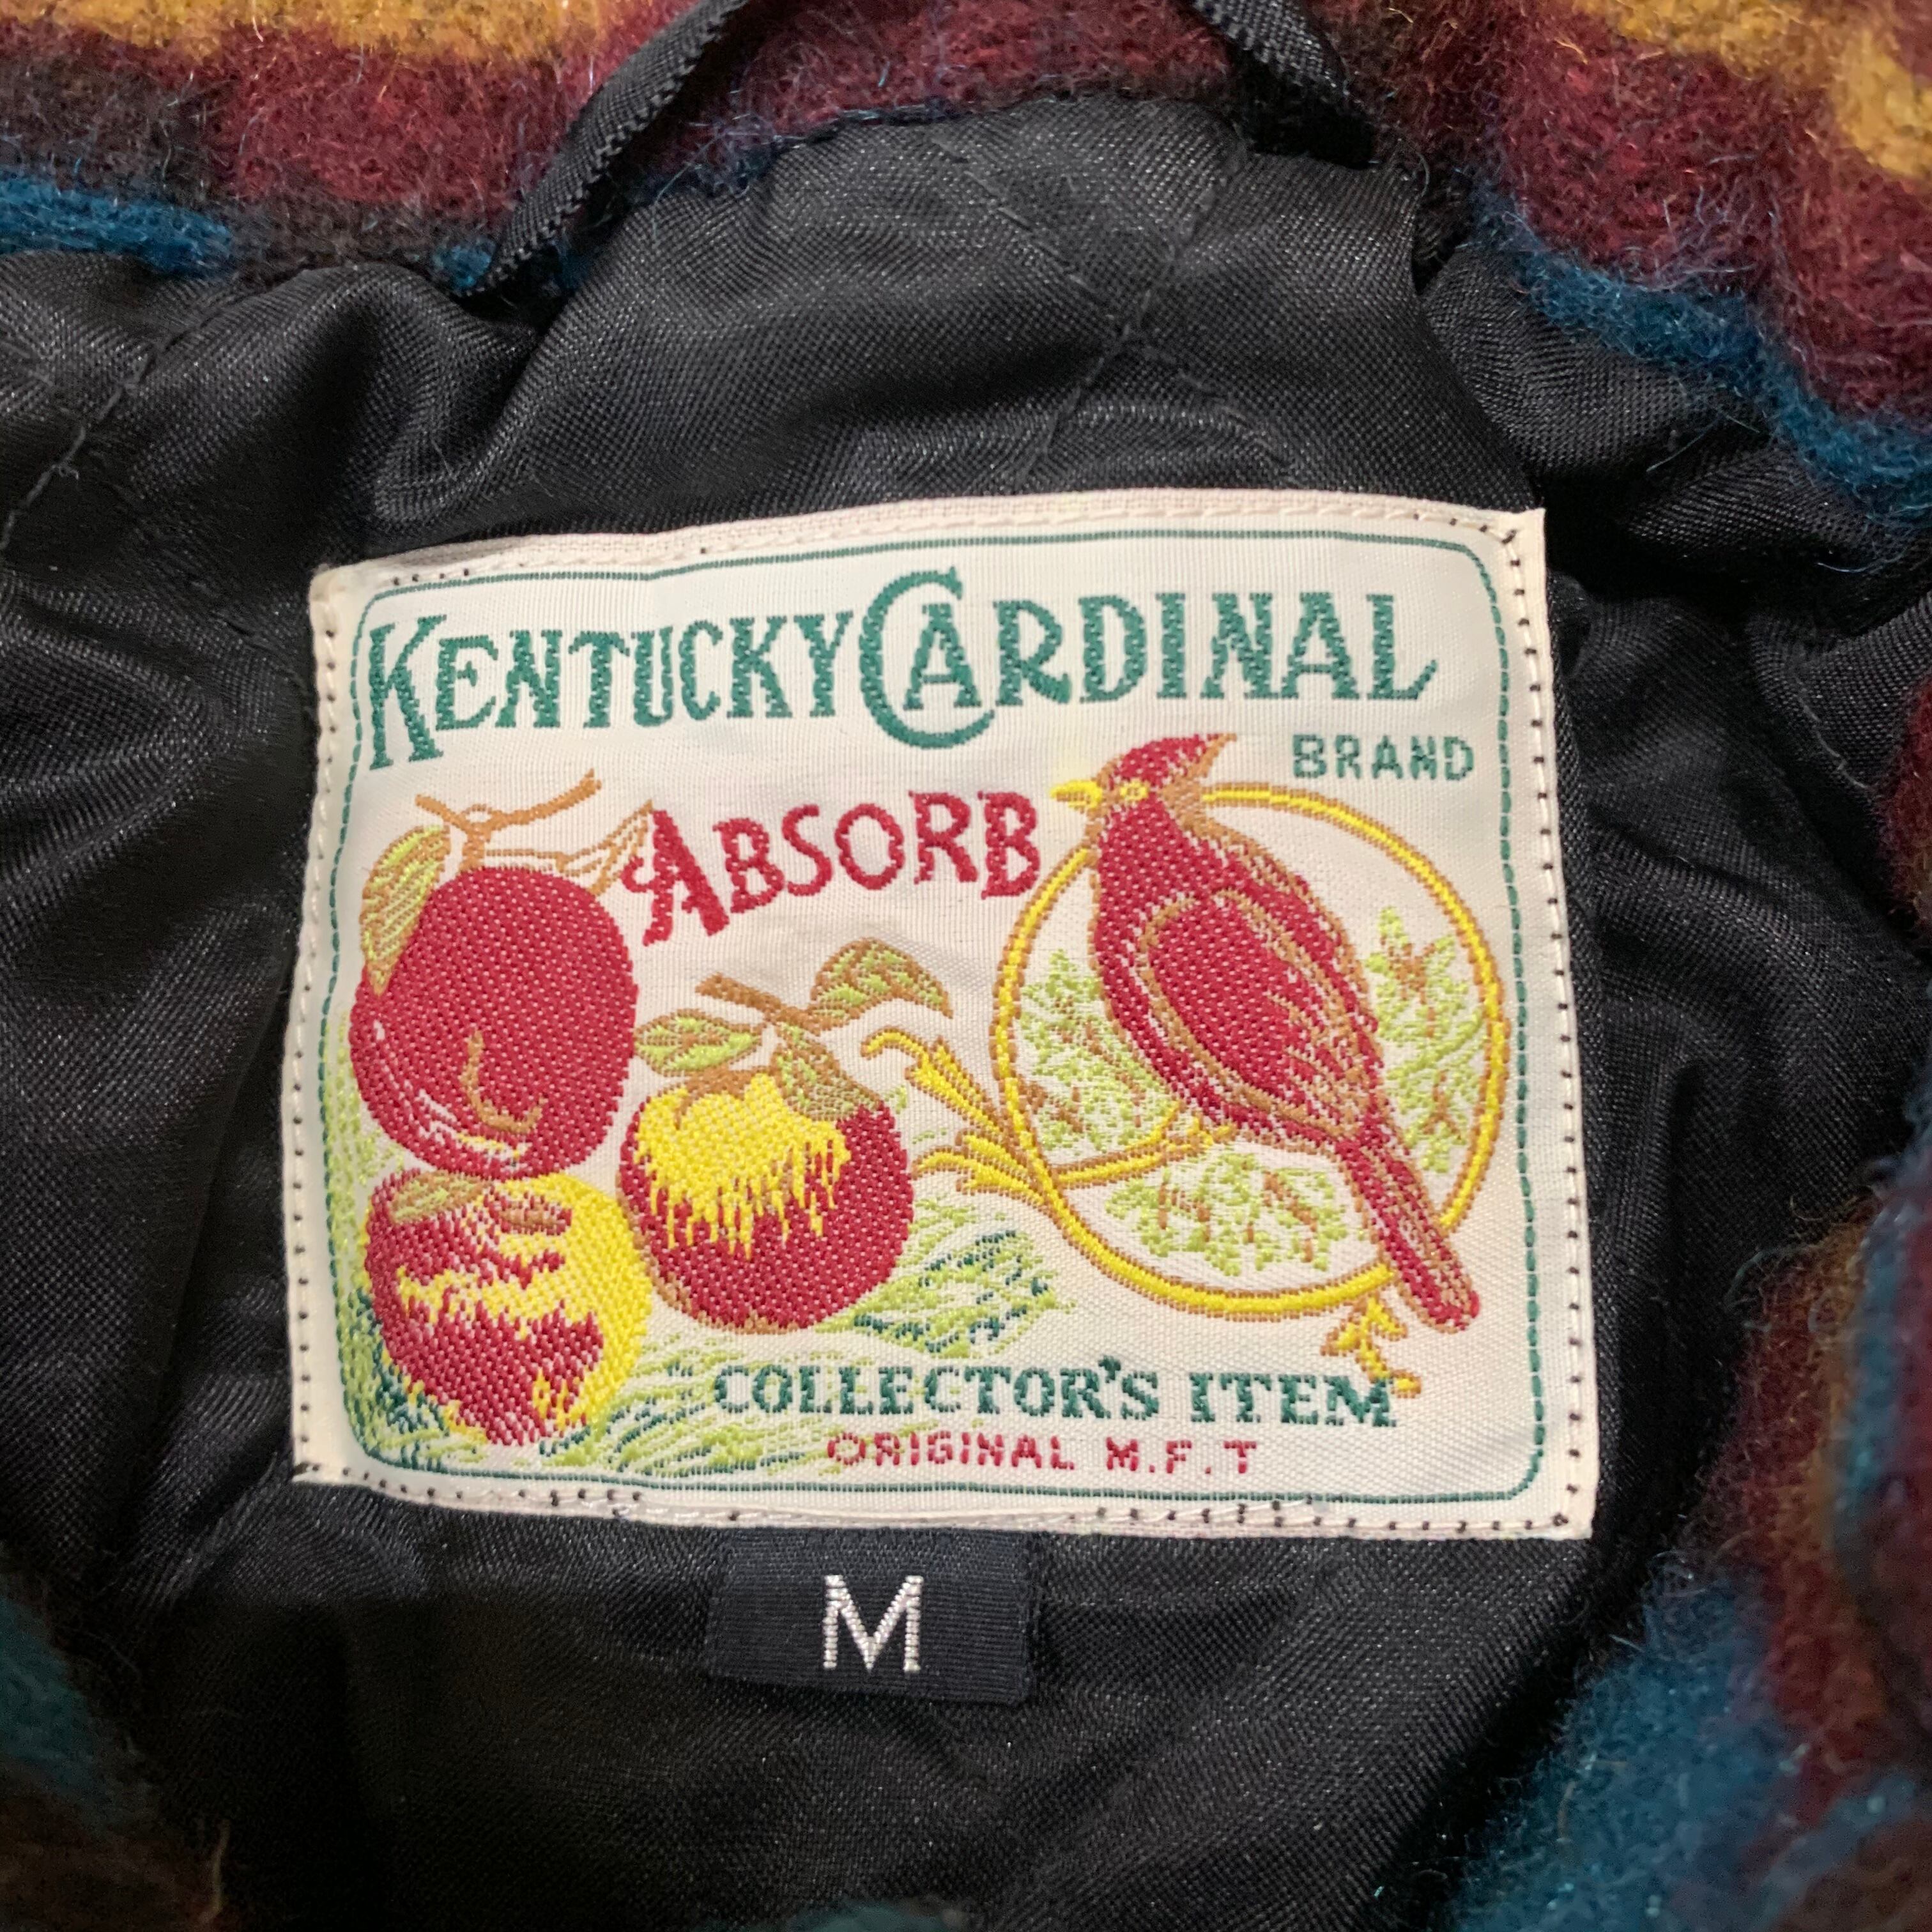 KENTUCKY CARDINAL
BRAND
ABSORB
COLLECTOR'S ITEM
ORIGINAL M.F.T
M